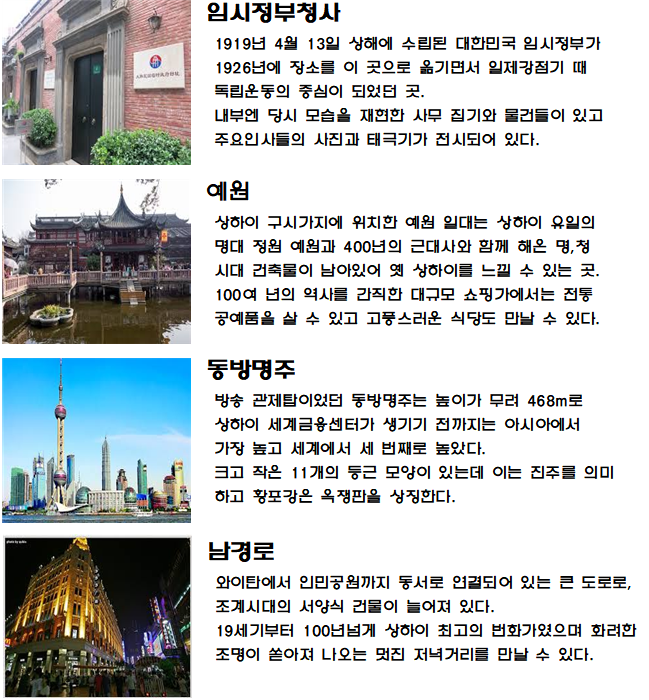 임시정부청사
1919년 4월 13일 상해에 수립된 대한민국 임시정부가
1926년에 장소를 이 곳으로 옮기면서 일제강점기 때
독립운동의 중심이 되었던 곳.
내부엔 당시 모습을 재현한 사무 집기와 물건들이 있고
주요인사들의 사진과 태극기가 전시되어 있다.
예원
상하이 구시가지에 위치한 예원 일대는 상하이 유일의
명대 정원 예원과 400년의 근대사와 함께 해온 명,청
시대 건축물이 남아있어 옛 상하이를 느낄 수 있는 곳.
100여 년의 역사를 간직한 대규모 쇼핑가에서는 전통
공예품을 살 수 있고 고풍스러운 식당도 만날 수 있다.
동방명주
방송 관제탑이었던 동방명주는 높이가 무려 468m로
상하이 세계금융센터가 생기기 전까지는 아시아에서
가장 높고 세계에서 세 번째로 높았다.
크고 작은 11개의 둥근 모양이 있는데 이는 진주를 의미
하고 황포강은 옥쟁판을 상징한다.
남경로
와이탄에서 인민공원까지 동서로 연결되어 있는 큰 도로로,
조계시대의 서양식 건물이 늘어져 있다.
19세기부터 100년넘게 상하이 최고의 번화가였으며 화려한
조명이 쏟아져 나오는 멋진 저녁거리를 만날 수 있다.